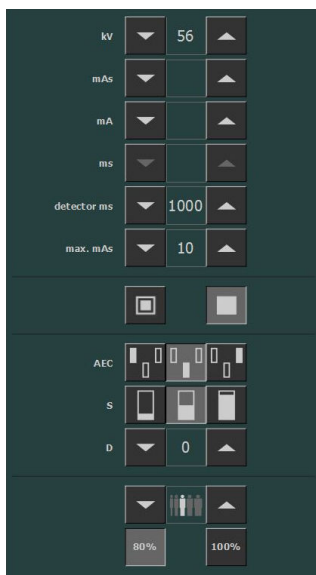 kV 56
mAs
mA
ms
detector ms 1000
max. mAs 10
AEC
S
D 0
80% 100%